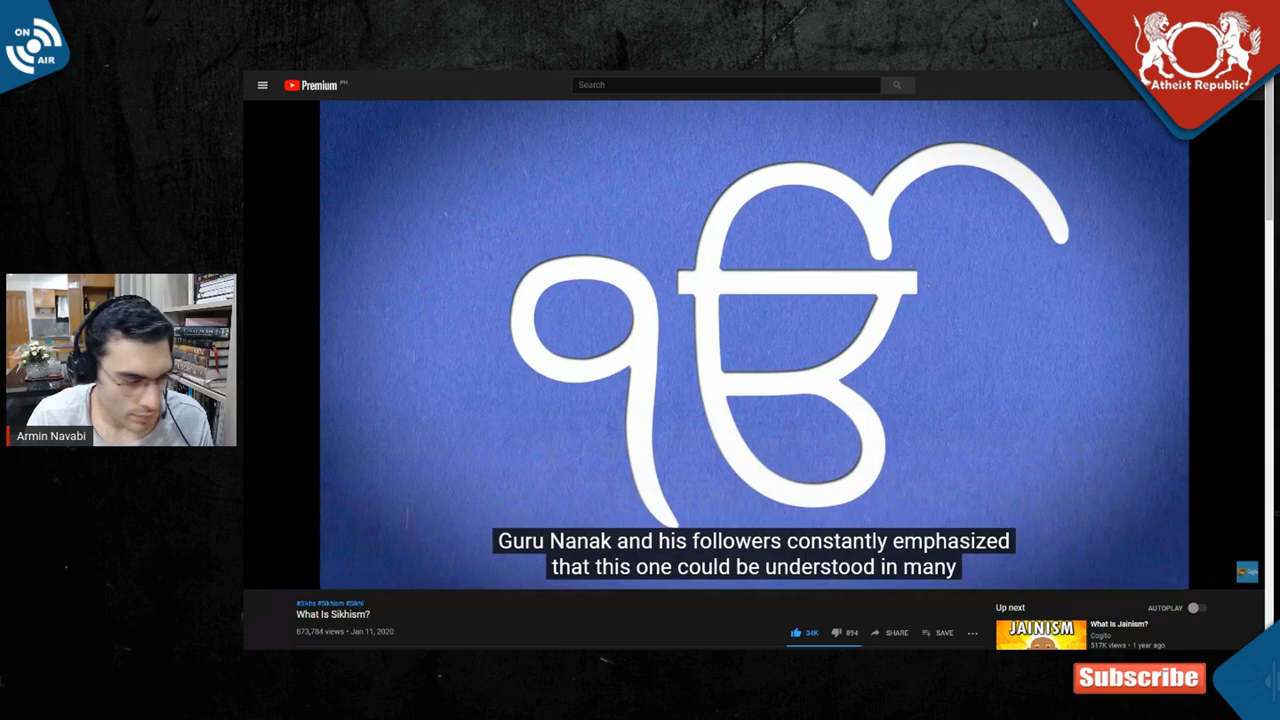 ON
AIR
Premium PH
Search
Atheist Republic
ੴ
Armin Navabi
Guru Nanak and his followers constantly emphasized
that this one could be understood in many
#Sikhs #Sikhism #Sikhi
What Is Sikhism?
873,784 views • Jan 11, 2020
34K
894
SHARE
SAVE
Up next
AUTOPLAY
JAINISM
What Is Jainism?
Cogito
517K views • 1 year ago
Subscribe